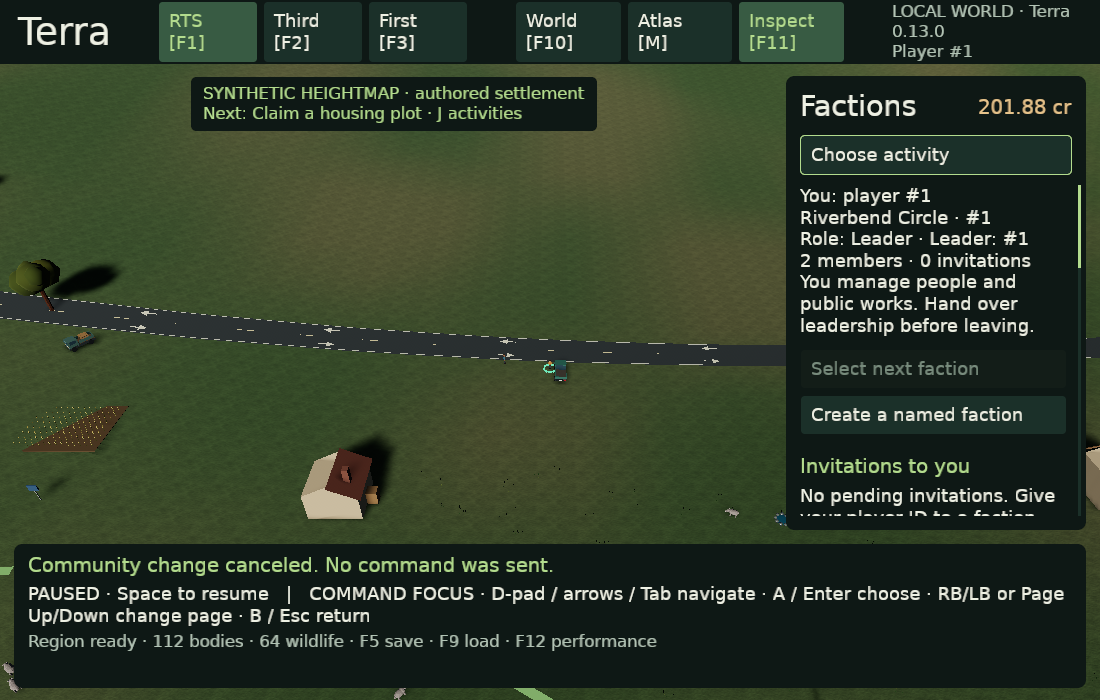 Terra
RTS
[F1]
Third
[F2]
First
[F3]
World
[F10]
Atlas
[M]
Inspect
[F11]
LOCAL WORLD · Terra
0.13.0
Player #1
SYNTHETIC HEIGHTMAP · authored settlement
Next: Claim a housing plot · J activities
Factions
201.88 cr
Choose activity
You: player #1
Riverbend Circle · #1
Role: Leader · Leader: #1
2 members · 0 invitations
You manage people and
public works. Hand over
leadership before leaving.
Select next faction
Create a named faction
Invitations to you
No pending invitations. Give
your player ID to a faction
Community change canceled. No command was sent.
PAUSED · Space to resume | COMMAND FOCUS · D-pad / arrows / Tab navigate · A / Enter choose · RB/LB or Page
Up/Down change page · B / Esc return
Region ready · 112 bodies · 64 wildlife · F5 save · F9 load · F12 performance